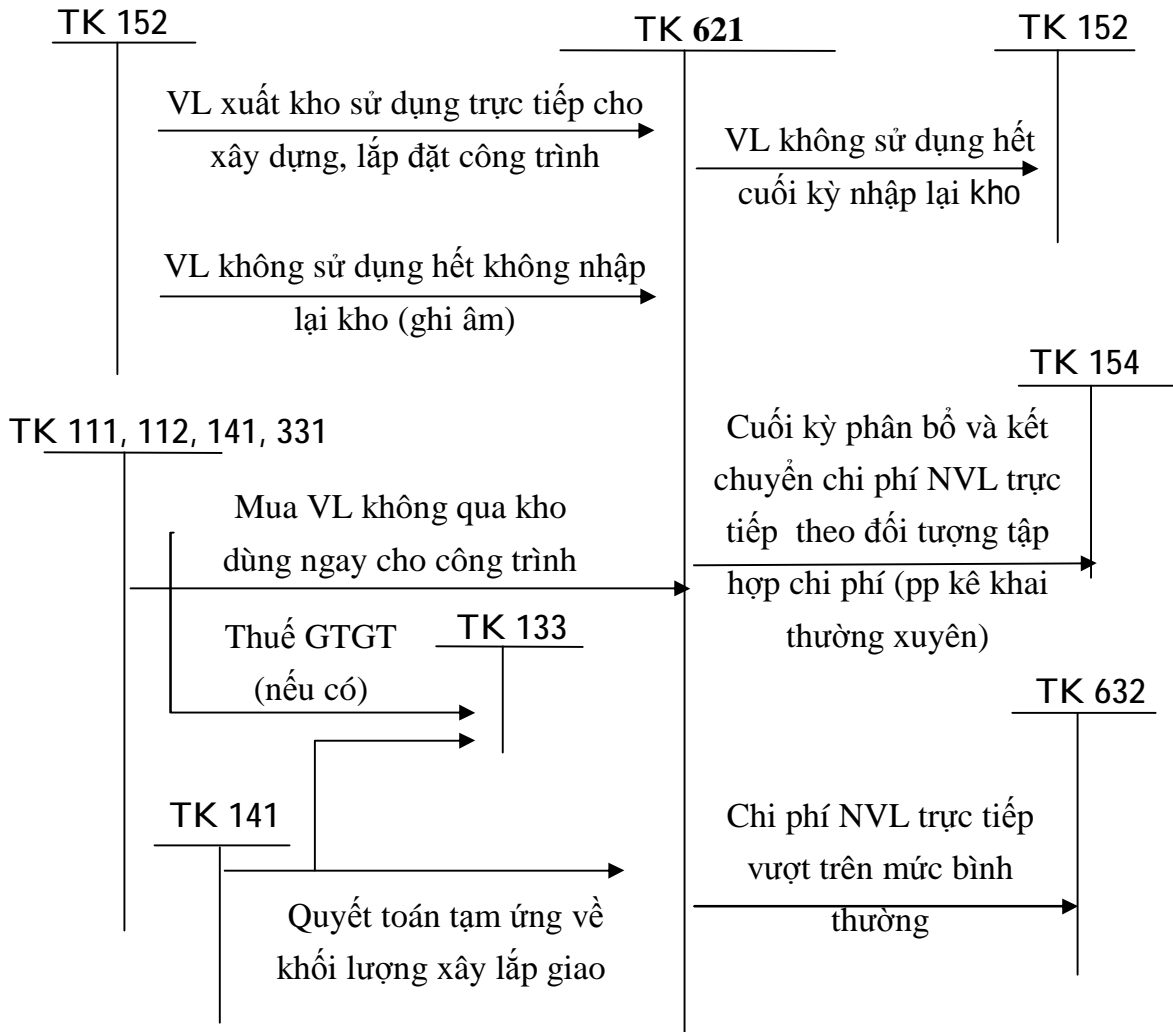 TK 152
TK 621
TK 152
VL xuất kho sử dụng trực tiếp cho
xây dựng, lắp đặt công trình
VL không sử dụng hết
cuối kỳ nhập lại kho
VL không sử dụng hết không nhập
lại kho (ghi âm)
TK 154
TK 111, 112, 141, 331
Cuối kỳ phân bổ và kết
chuyển chi phí NVL trực
tiếp theo đối tượng tập
hợp chi phí (pp kê khai
thường xuyên)
Mua VL không qua kho
dùng ngay cho công trình
Thuế GTGT
(nếu có)
TK 133
TK 632
TK 141
Chi phí NVL trực tiếp
vượt trên mức bình
thường
Quyết toán tạm ứng về
khối lượng xây lắp giao